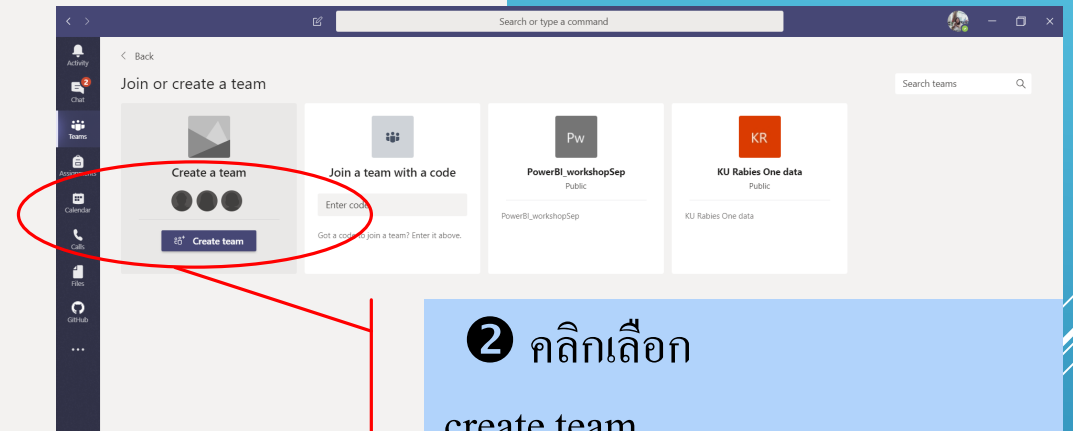 Search or type a command
Activity
Back
2
Chat
Join or create a team
Search teams
Teams
Pw
KR
Assignments
Create a team
Join a team with a code
PowerBI_workshopSep
KU Rabies One data
Public
Public
Calendar
Enter code
PowerBI_workshopSep
KU Rabies One data
Calls
Create team
Got a code to join a team? Enter it above.
Files
GitHub
❷ คลิกเลือก
create team